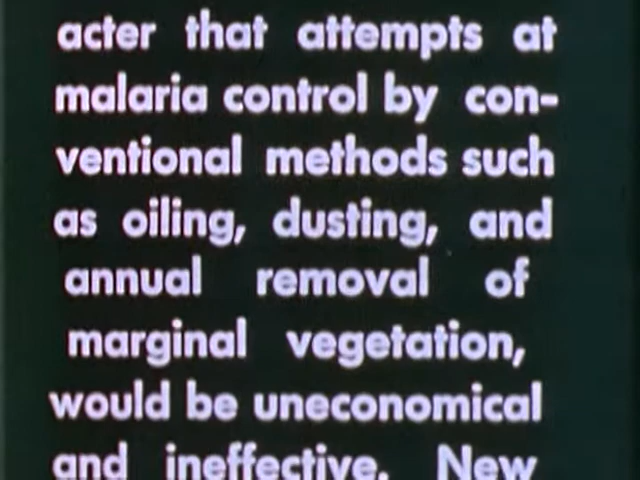 acter that attempts at
malaria control by con-
ventional methods such
as oiling, dusting, and
annual removal of
marginal vegetation,
would be uneconomical
and ineffective. New